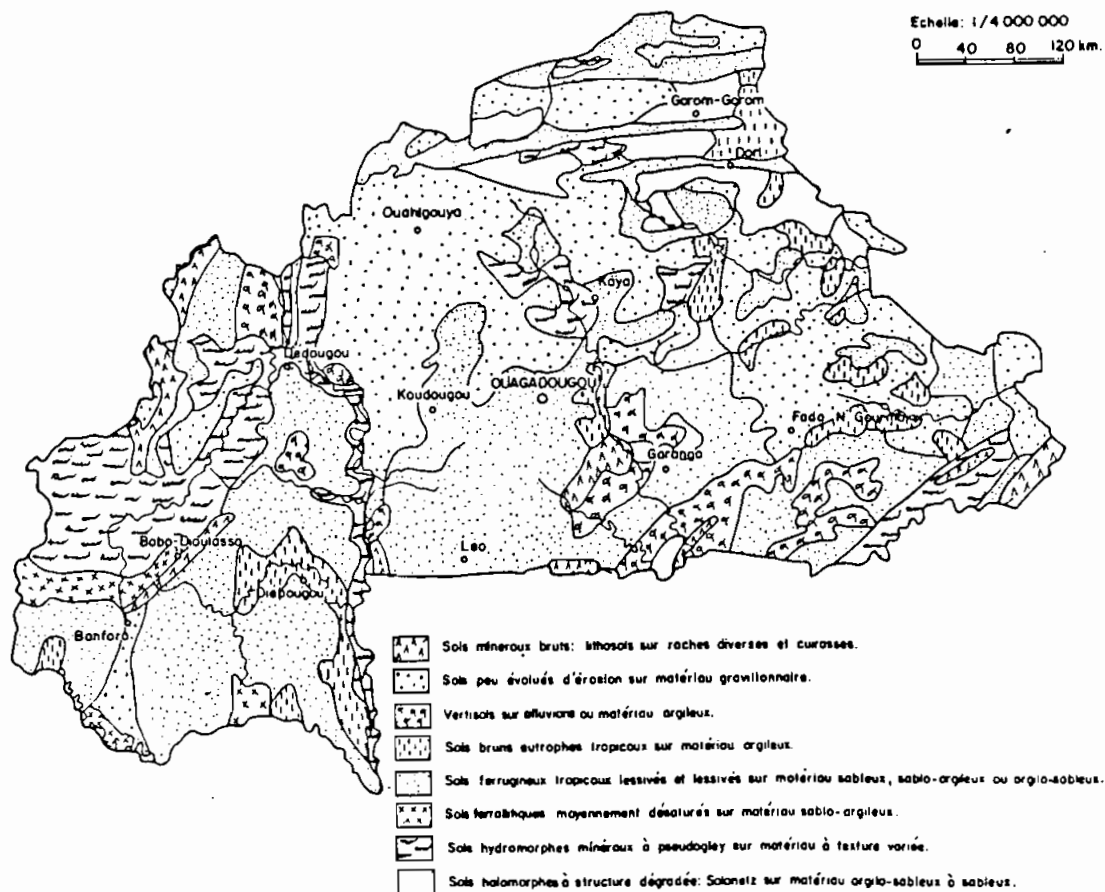 Echelle: 1/4 000 000
0 40 80 120 km.
Gorom-Gorom
Dori
Ouahigouya
Kaya
Dedougou
Koudougou
OUAGADOUGOU
Fada N Gourma
Garango
Bobo-Dioulasso
Leo
Diebougou
Banfora
Sols minéraux bruts: lithosols sur roches diverses et cuirasses.
Sols peu évolués d'érosion sur matériau gravillonnaire.
Vertisols sur alluvions ou matériau argileux.
Sols bruns eutrophes tropicaux sur matériau argileux.
Sols ferrugineux tropicaux lessivés et lessivés sur matériau sableux, sablo-argileux ou argilo-sableux.
Sols ferralitiques moyennement désaturés sur matériau sablo-argileux.
Sols hydromorphes minéraux à pseudogley sur matériau à texture variée.
Sols halomorphes à structure dégradée: Solonetz sur matériau argilo-sableux à sableux.